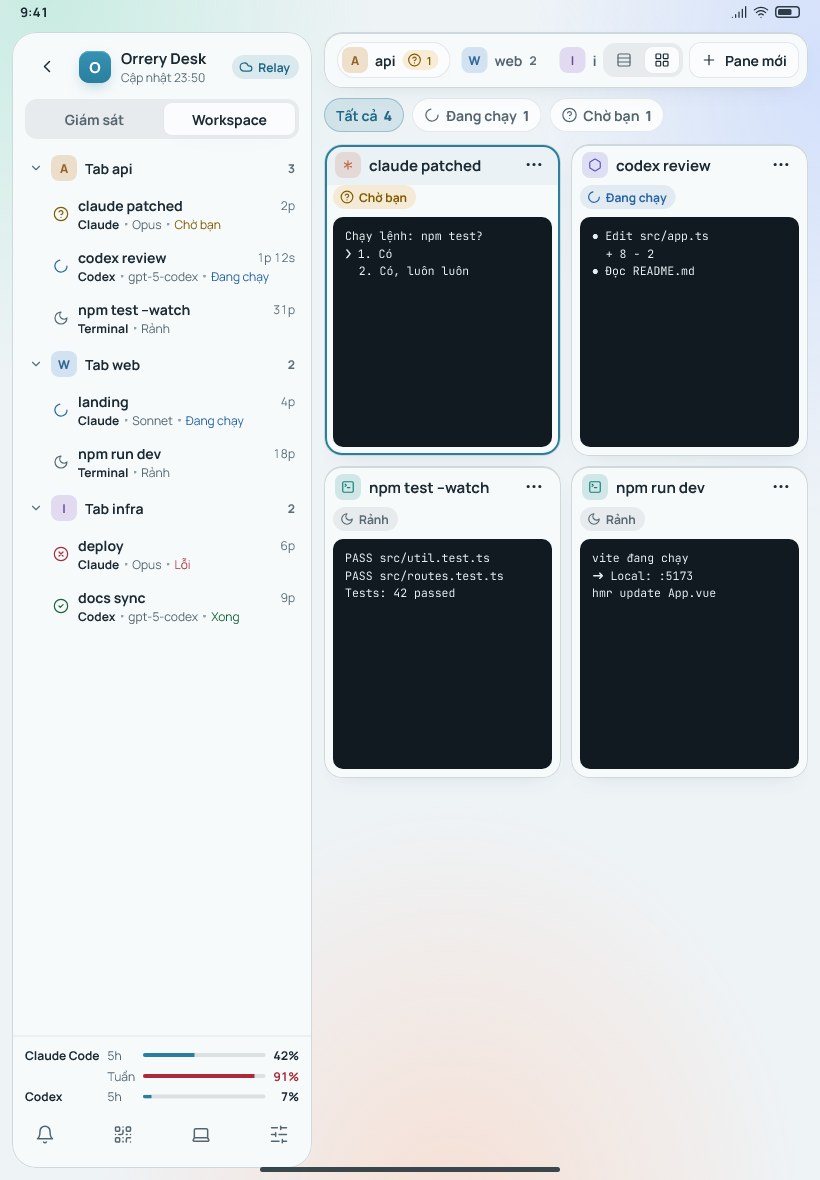 9:41
O
Orrery Desk
Cập nhật 23:50
Relay
Giám sát
Workspace
A Tab api 3
claude patched 2p
Claude • Opus • Chờ bạn
codex review 1p 12s
Codex • gpt-5-codex • Đang chạy
npm test –watch 31p
Terminal • Rảnh
W Tab web 2
landing 4p
Claude • Sonnet • Đang chạy
npm run dev 18p
Terminal • Rảnh
I Tab infra 2
deploy 6p
Claude • Opus • Lỗi
docs sync 9p
Codex • gpt-5-codex • Xong
Claude Code 5h 42%
Tuần 91%
Codex 5h 7%
A api 1 W web 2 I i + Pane mới
Tất cả 4 Đang chạy 1 Chờ bạn 1
claude patched ···
Chờ bạn
Chạy lệnh: npm test?
❯ 1. Có
2. Có, luôn luôn
codex review ···
Đang chạy
● Edit src/app.ts
+ 8 - 2
● Đọc README.md
npm test –watch ···
Rảnh
PASS src/util.test.ts
PASS src/routes.test.ts
Tests: 42 passed
npm run dev ···
Rảnh
vite đang chạy
➜ Local: :5173
hmr update App.vue